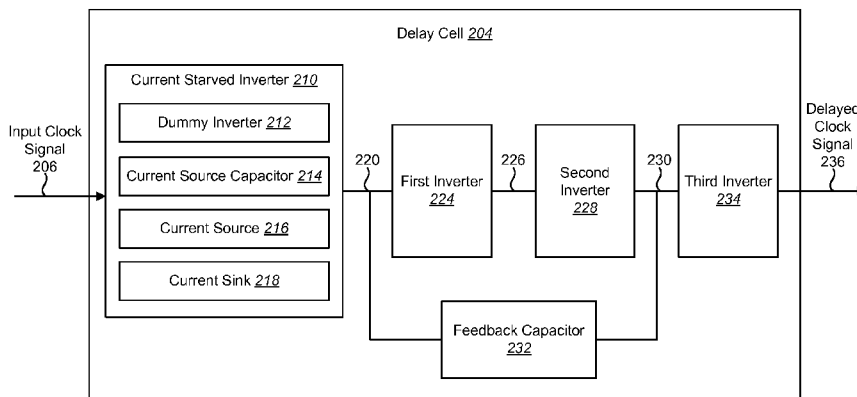 Delay Cell 204
Current Starved Inverter 210
Dummy Inverter 212
Current Source Capacitor 214
Current Source 216
Current Sink 218
Input Clock
Signal
206
220
First Inverter
224
226
Second
Inverter
228
230
Third Inverter
234
Delayed
Clock
Signal
236
Feedback Capacitor
232